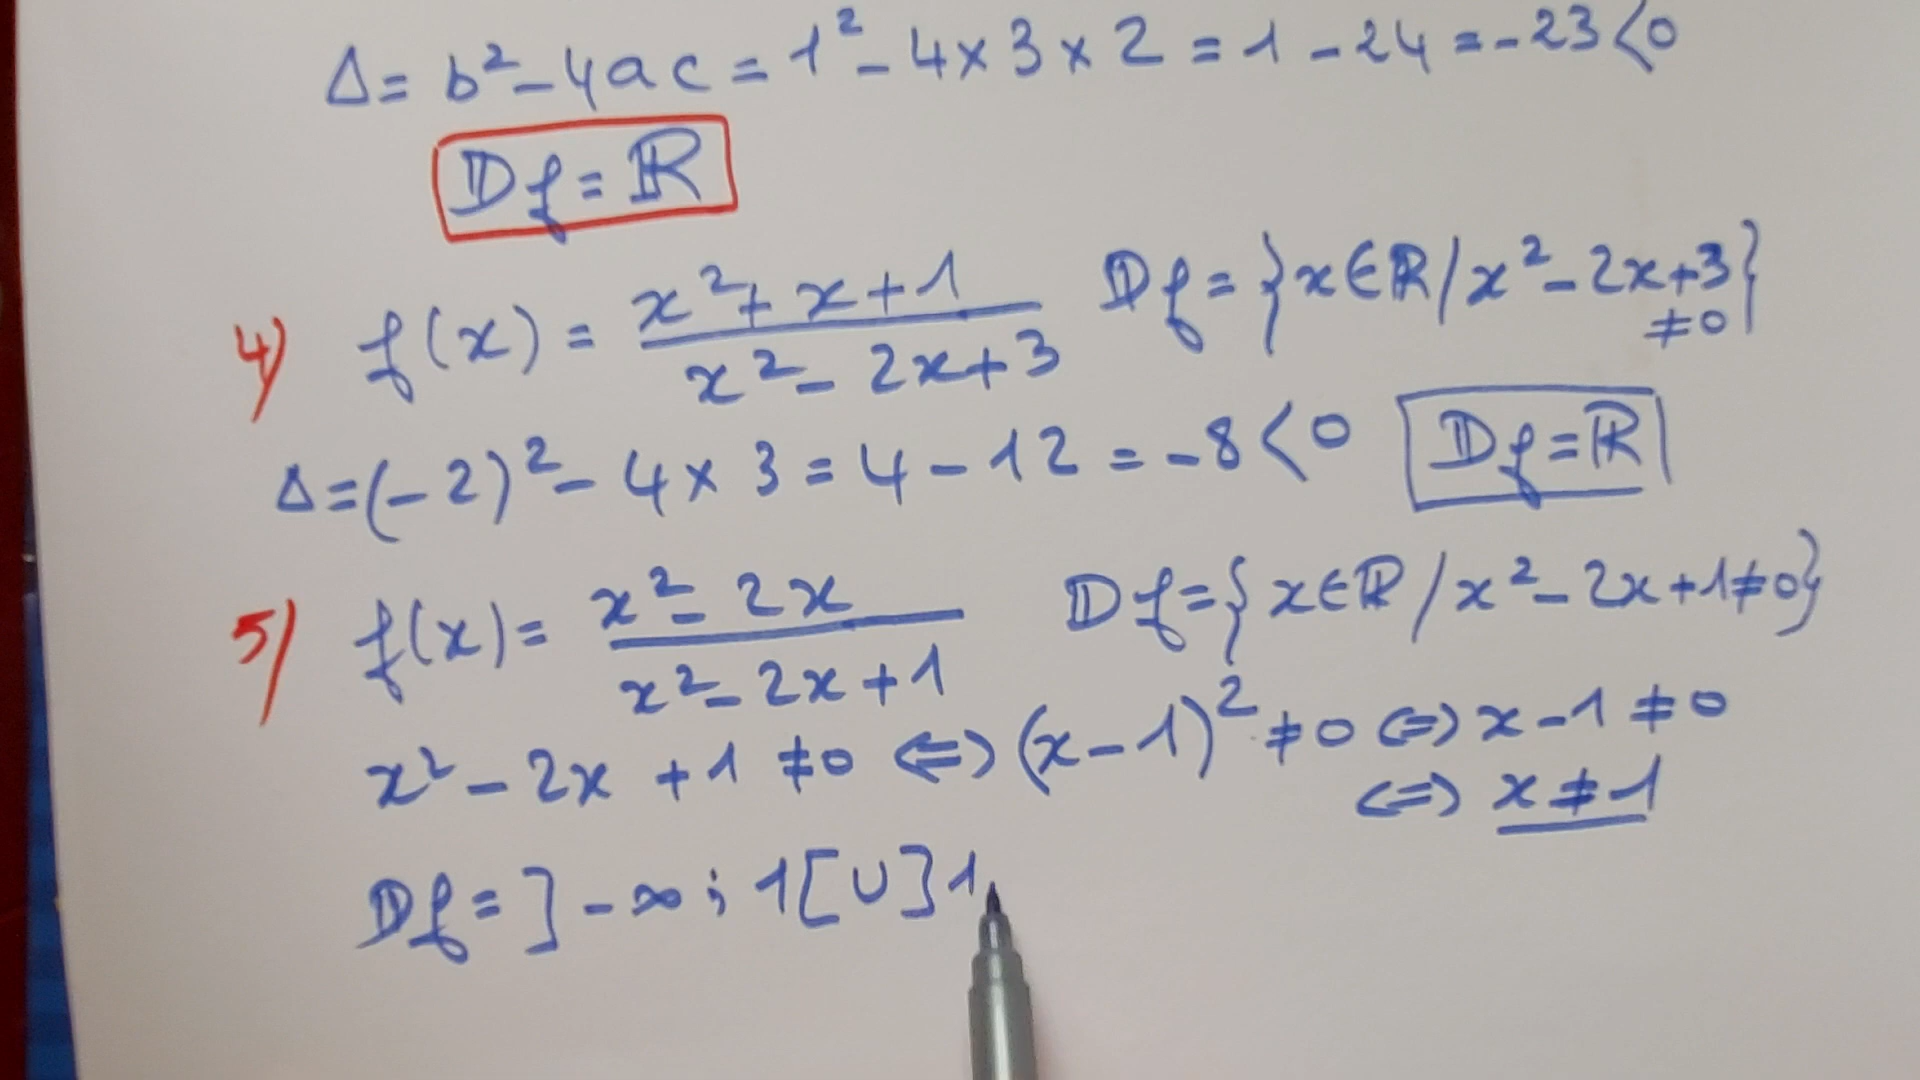 Δ= b²-4ac = 1²-4×3×2 = 1-24 = -23<0
Df = ℝ
4) f(x) = (x²+x+1)/(x²-2x+3) Df = {x∈ℝ/x²-2x+3≠0}
Δ=(-2)²-4×3 = 4-12 = -8<0 Df=ℝ
5) f(x)= (x²-2x)/(x²-2x+1) Df={x∈ℝ/x²-2x+1≠0}
x²-2x+1≠0 ⇔ (x-1)²≠0 ⇔ x-1≠0
⇔ x≠1
Df = ]-∞; 1[∪]1